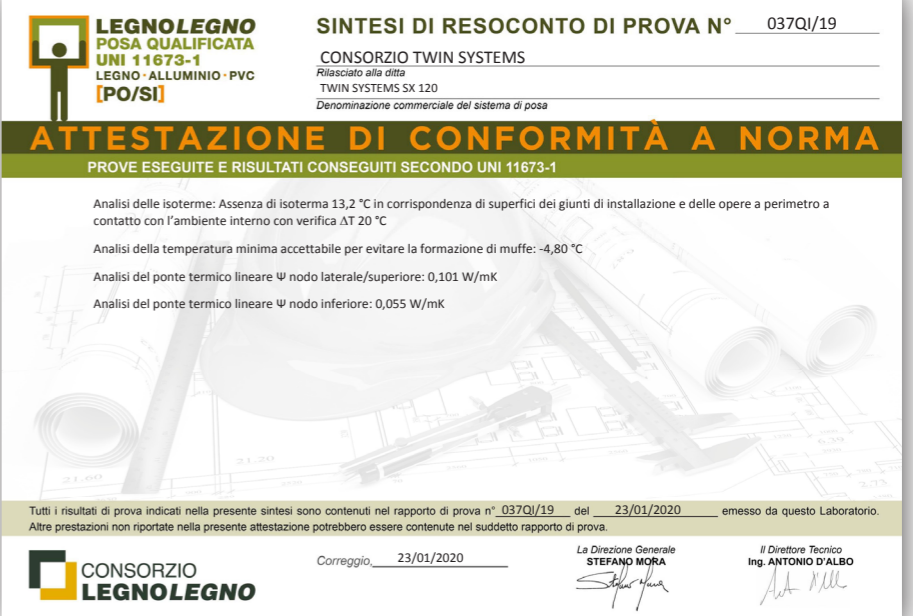 LEGNOLEGNO
POSA QUALIFICATA
UNI 11673-1
LEGNO · ALLUMINIO · PVC
[PO/SI]
SINTESI DI RESOCONTO DI PROVA N° 037QI/19
CONSORZIO TWIN SYSTEMS
Rilasciato alla ditta
TWIN SYSTEMS SX 120
Denominazione commerciale del sistema di posa
ATTESTAZIONE DI CONFORMITÀ A NORMA
PROVE ESEGUITE E RISULTATI CONSEGUITI SECONDO UNI 11673-1
Analisi delle isoterme: Assenza di isoterma 13,2 °C in corrispondenza di superfici dei giunti di installazione e delle opere a perimetro a
contatto con l'ambiente interno con verifica ΔT 20 °C
Analisi della temperatura minima accettabile per evitare la formazione di muffe: -4,80 °C
Analisi del ponte termico lineare Ψ nodo laterale/superiore: 0,101 W/mK
Analisi del ponte termico lineare Ψ nodo inferiore: 0,055 W/mK
21.60
21.20
6.39
2.73
Tutti i risultati di prova indicati nella presente sintesi sono contenuti nel rapporto di prova n° 037QI/19 del 23/01/2020 emesso da questo Laboratorio.
Altre prestazioni non riportate nella presente attestazione potrebbero essere contenute nel suddetto rapporto di prova.
CONSORZIO
LEGNOLEGNO
Correggio, 23/01/2020
La Direzione Generale
STEFANO MORA
Il Direttore Tecnico
Ing. ANTONIO D'ALBO